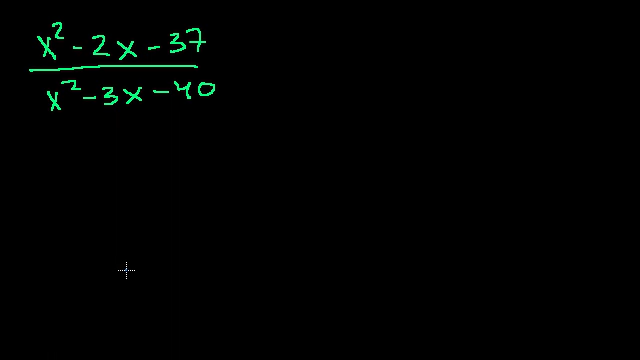 x² - 2x - 37
x² - 3x - 40